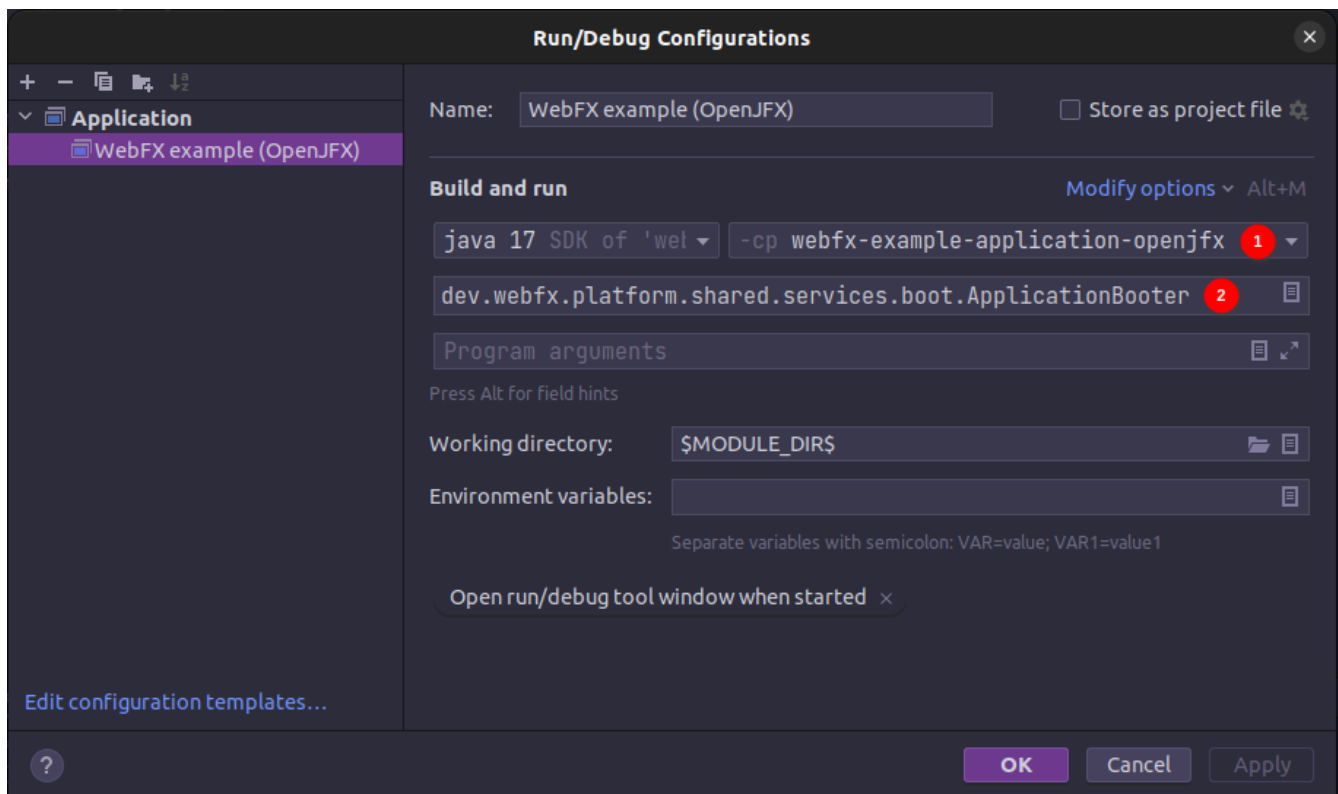 Run/Debug Configurations
Application
WebFX example (OpenJFX)
Edit configuration templates...
Name: WebFX example (OpenJFX) Store as project file
Build and run Modify options Alt+M
java 17 SDK of -cp webfx-example-application-openjfx 1
dev.webfx.platform.shared.services.boot.ApplicationBooter 2
Program arguments
Press Alt for field hints
Working directory: $MODULE_DIR$
Environment variables:
Separate variables with semicolon: VAR=value; VAR1=value1
Open run/debug tool window when started ×
? OK Cancel Apply